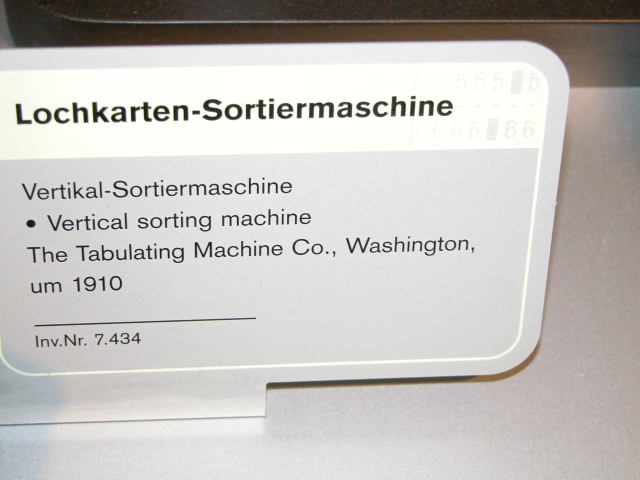 Lochkarten-Sortiermaschine
Vertikal-Sortiermaschine
• Vertical sorting machine
The Tabulating Machine Co., Washington,
um 1910
Inv.Nr. 7.434